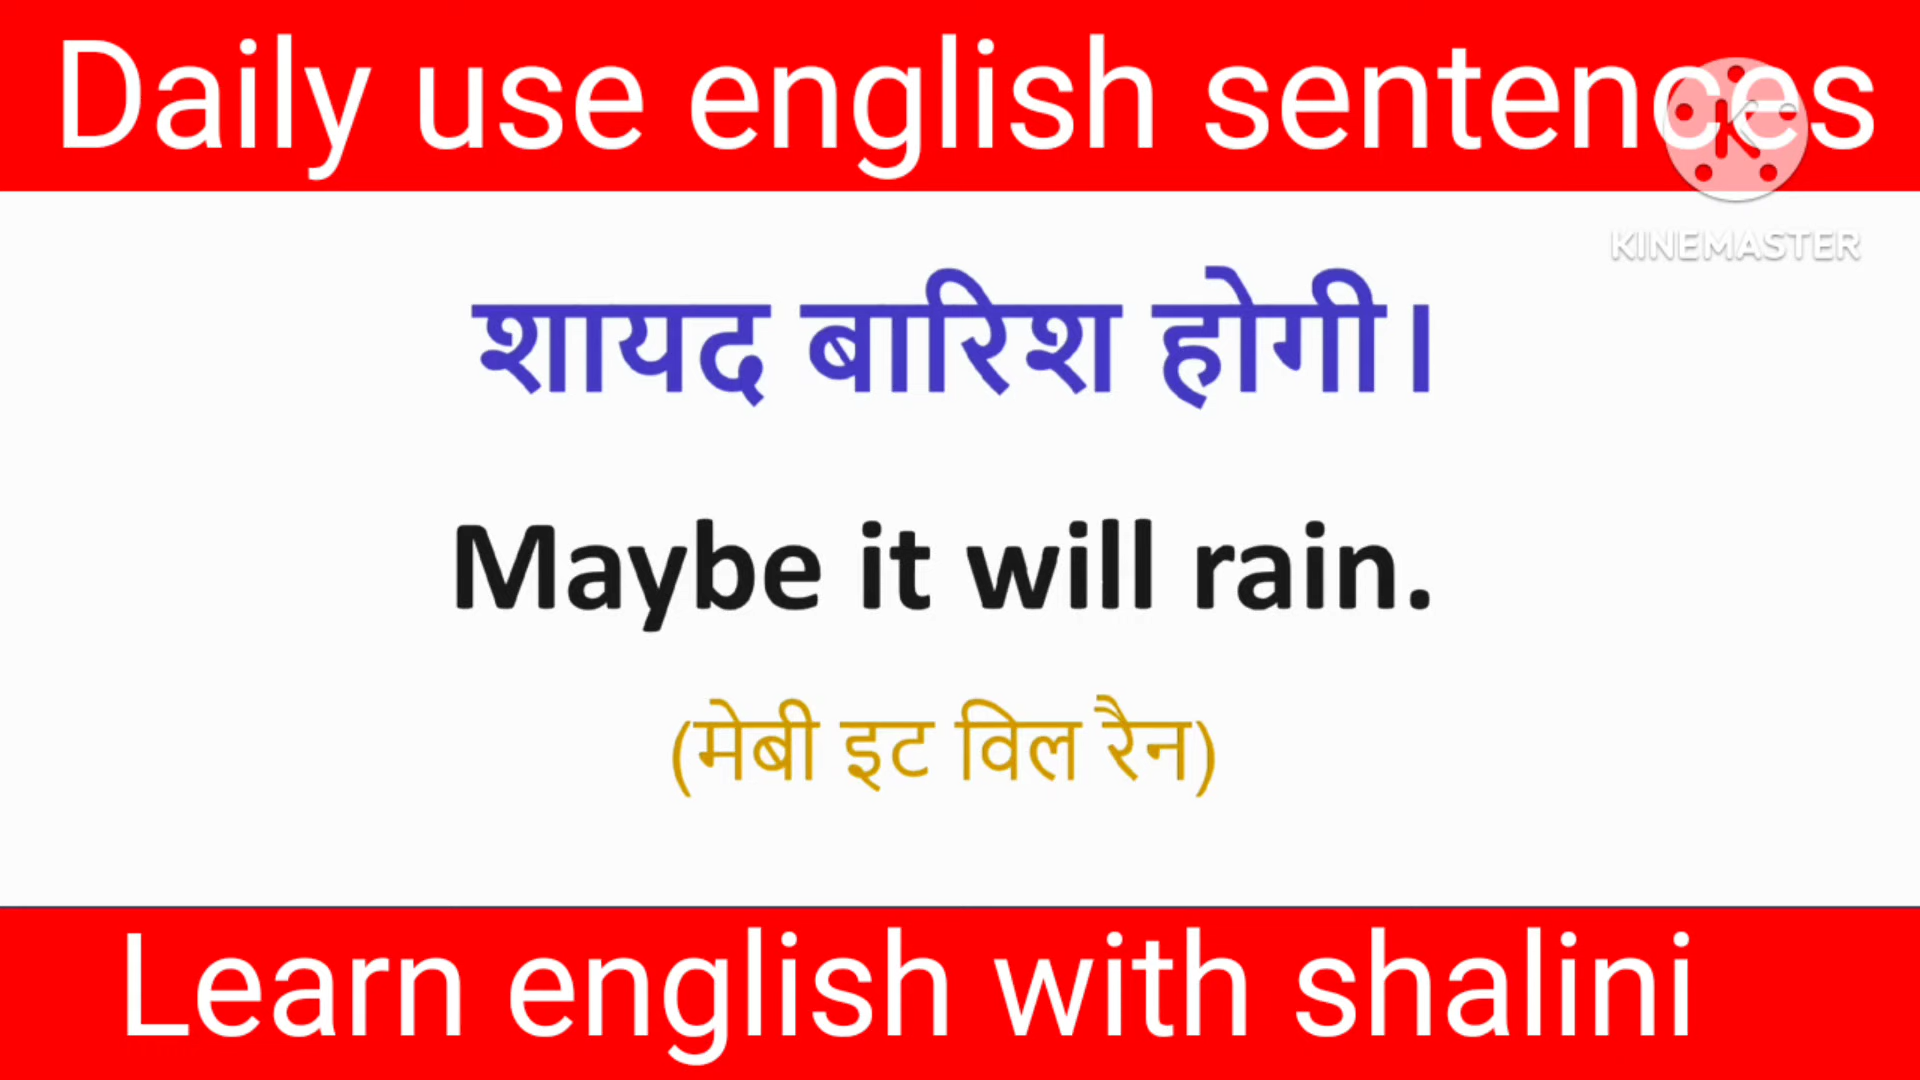 Daily use english sentences
KINEMASTER
शायद बारिश होगी।
Maybe it will rain.
(मेबी इट विल रैन)
Learn english with shalini